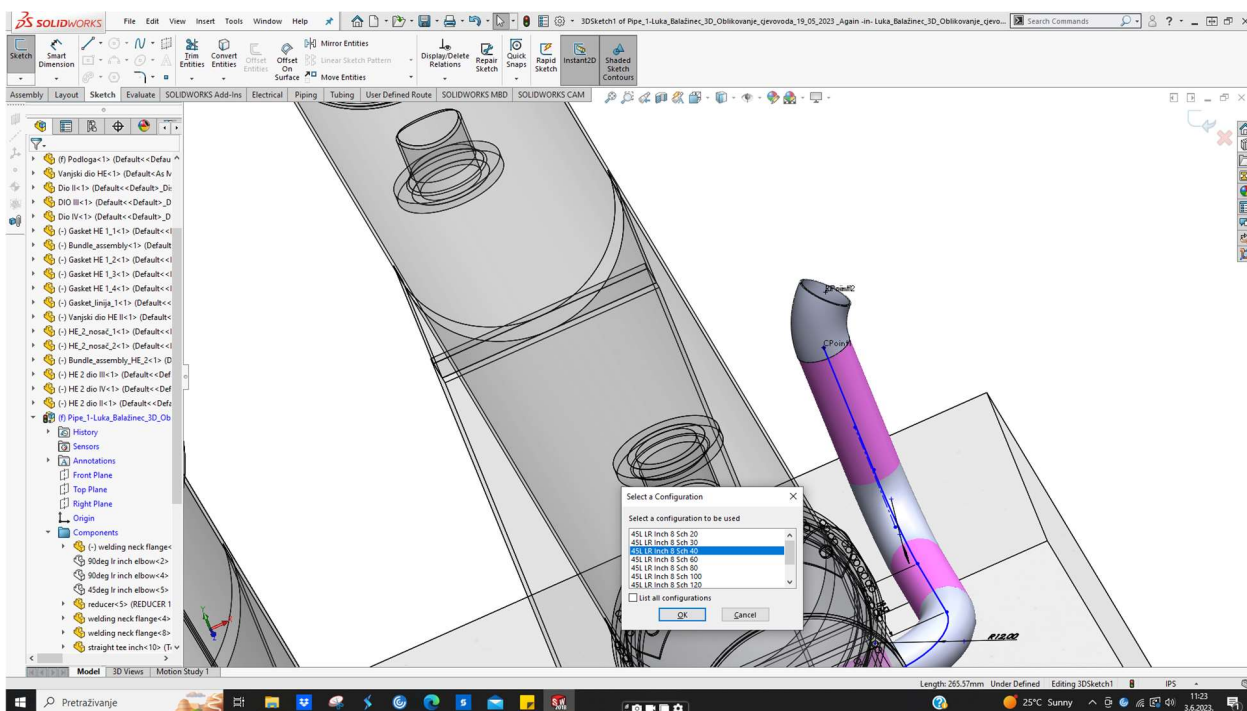 SOLIDWORKS File Edit View Insert Tools Window Help 3DSketch1 of Pipe_1-Luka_Balažinec_3D_Oblikovanje_cjevovoda_19_05_2023 _Again -in- Luka_Balažinec_3D_Oblikovanje_cjevo... Search Commands
Sketch Smart Dimension Trim Entities Convert Entities Offset Entities Offset On Surface Mirror Entities Linear Sketch Pattern Move Entities Display/Delete Relations Repair Sketch Quick Snaps Rapid Sketch Instant2D Shaded Sketch Contours
Assembly Layout Sketch Evaluate SOLIDWORKS Add-Ins Electrical Piping Tubing User Defined Route SOLIDWORKS MBD SOLIDWORKS CAM
(f) Podloga<1> (Default<<Defau
Vanjski dio HE<1> (Default<As M
Dio II<1> (Default<<Default>_Dis
DIO III<1> (Default<<Default>_D
Dio IV<1> (Default<<Default>_D
(-) Gasket HE 1_1<1> (Default<<
(-) Bundle_assembly<1> (Default
(-) Gasket HE 1_2<1> (Default<<
(-) Gasket HE 1_3<1> (Default<<
(-) Gasket HE 1_4<1> (Default<<
(-) Gasket_linija_1<1> (Default<<
(-) Vanjski dio HE II<1> (Default<
(-) HE_2_nosač_1<1> (Default<<
(-) HE_2_nosač_2<1> (Default<<
(-) Bundle_assembly_HE_2<1> (D
(-) HE 2 dio III<1> (Default<<Def
(-) HE 2 dio IV<1> (Default<<Def
(-) HE 2 dio II<1> (Default<<Defa
(f) Pipe_1-Luka_Balažinec_3D_Ob
History
Sensors
Annotations
Front Plane
Top Plane
Right Plane
Origin
Components
(-) welding neck flange<
90deg lr inch elbow<2>
90deg lr inch elbow<4>
45deg lr inch elbow<5>
reducer<5> (REDUCER 1
welding neck flange<4>
welding neck flange<8>
straight tee inch<10> (T
CPoint
R12,00
Select a Configuration
Select a configuration to be used
45L LR Inch 8 Sch 20
45L LR Inch 8 Sch 30
45L LR Inch 8 Sch 40
45L LR Inch 8 Sch 60
45L LR Inch 8 Sch 80
45L LR Inch 8 Sch 100
45L LR Inch 8 Sch 120
List all configurations
OK Cancel
Model 3D Views Motion Study 1
Length: 265.57mm Under Defined Editing 3DSketch1 IPS
Pretraživanje 25°C Sunny 11:23
3.6.2023.